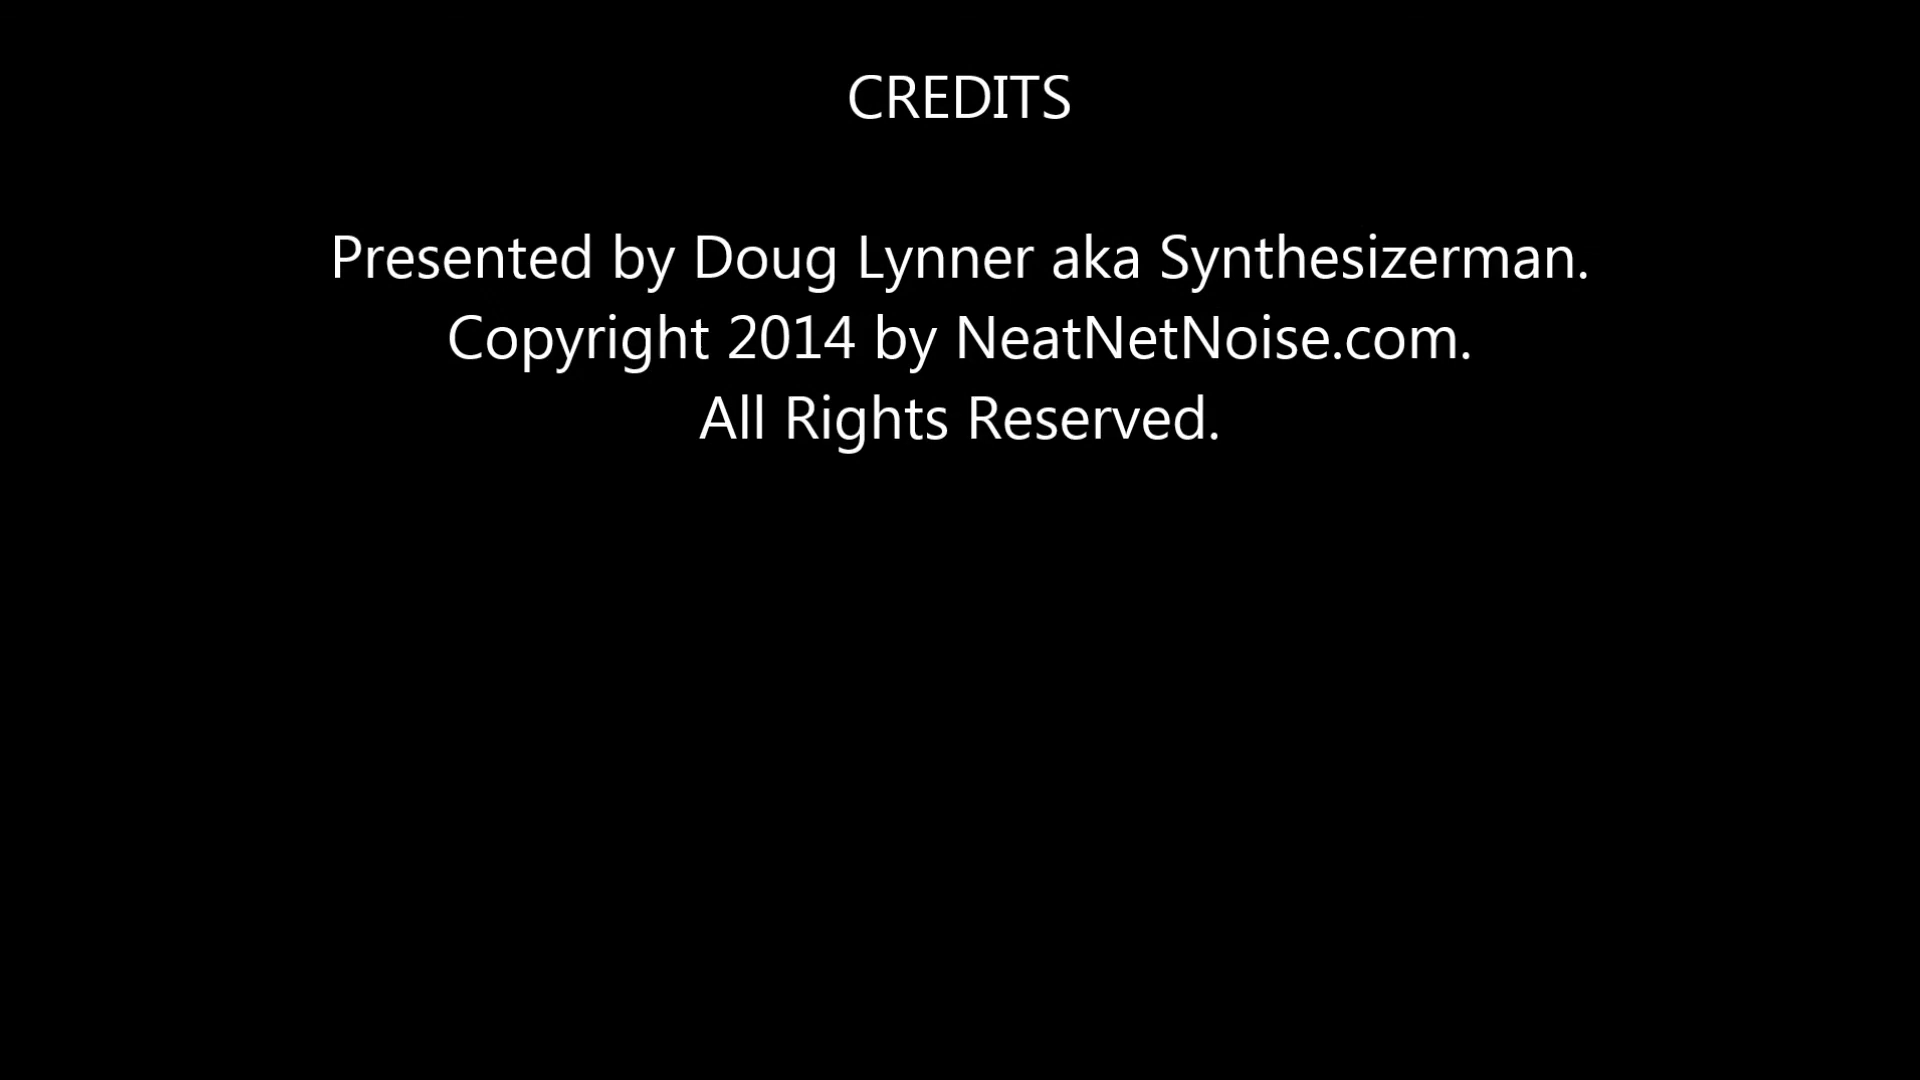 CREDITS
Presented by Doug Lynner aka Synthesizerman.
Copyright 2014 by NeatNetNoise.com.
All Rights Reserved.